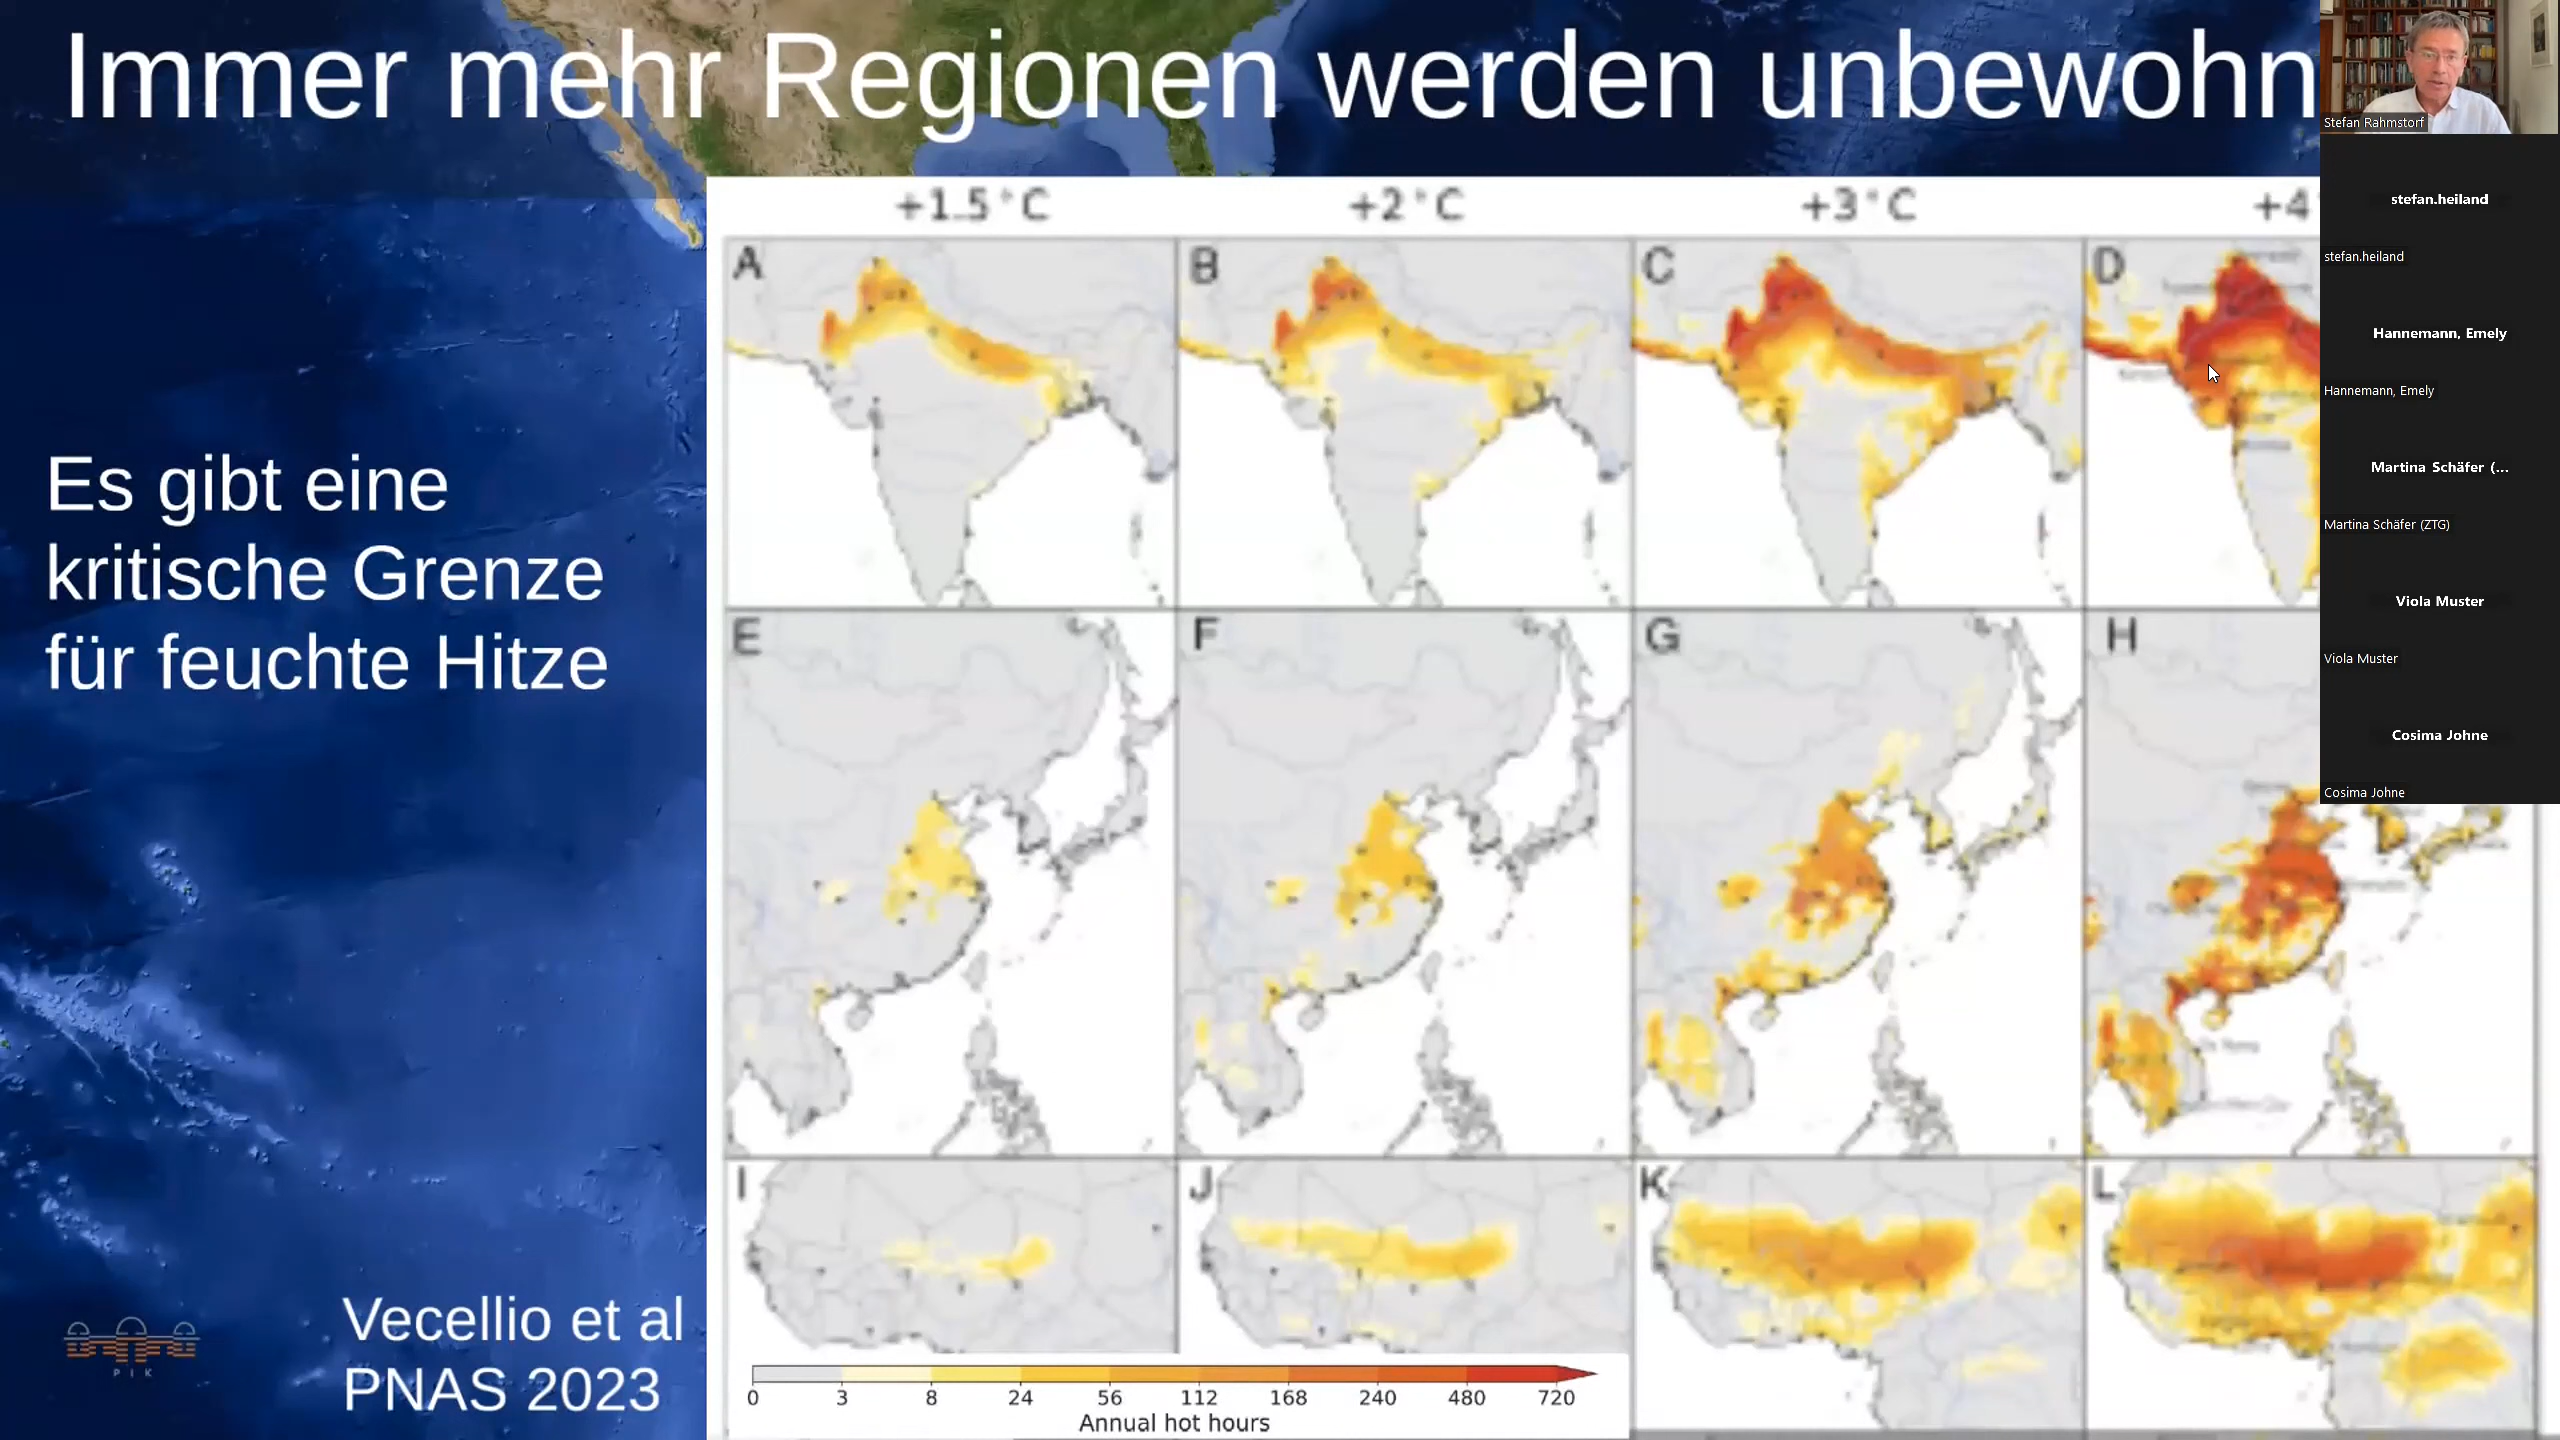 Immer mehr Regionen werden unbewohn
Es gibt eine
kritische Grenze
für feuchte Hitze
Vecellio et al
PNAS 2023
PIK
+1.5°C
+2°C
+3°C
+4
A
B
C
D
E
F
G
H
I
J
K
L
0 3 8 24 56 112 168 240 480 720
Annual hot hours
Stefan Rahmstorf
stefan.heiland
stefan.heiland
Hannemann, Emely
Hannemann, Emely
Martina Schäfer (...
Martina Schäfer (ZTG)
Viola Muster
Viola Muster
Cosima Johne
Cosima Johne